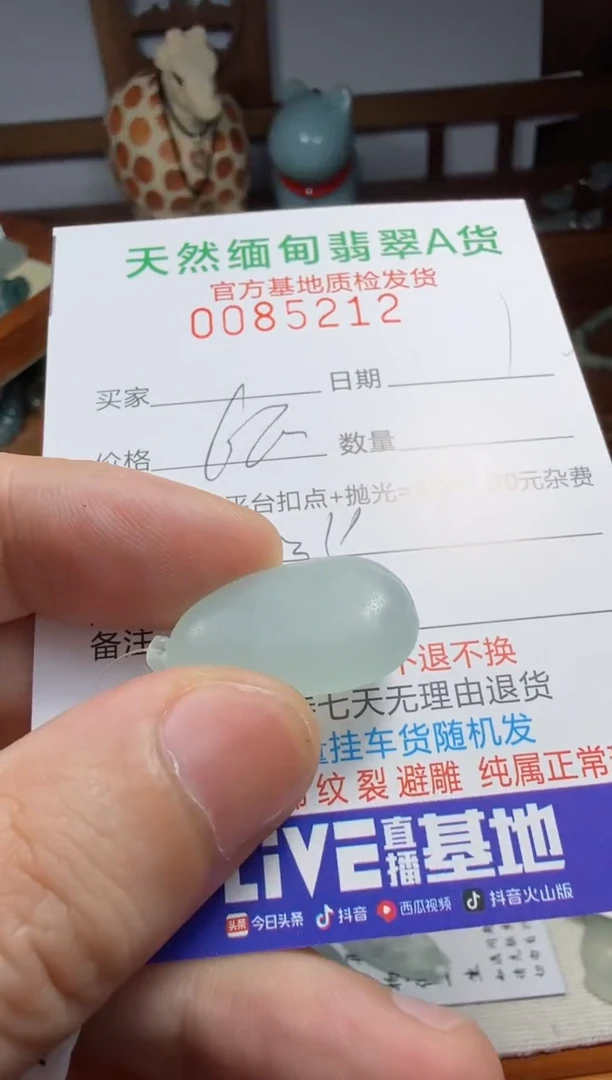 天然缅甸翡翠A货
官方基地质检发货
0085212
买家 日期
价格 数量
平台扣点+抛光= 元杂费
备注
不退不换
七天无理由退货
量挂车货随机发
纹裂避雕 纯属正常
LiVE直播基地
头条 今日头条 抖音 西瓜视频 抖音火山版